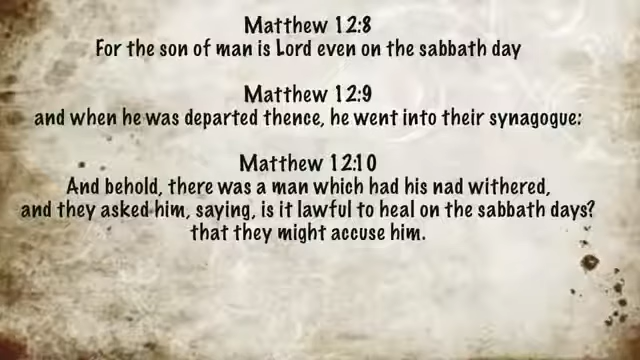 Matthew 12:8
For the son of man is Lord even on the sabbath day
Matthew 12:9
and when he was departed thence, he went into their synagogue:
Matthew 12:10
And behold, there was a man which had his nad withered,
and they asked him, saying, is it lawful to heal on the sabbath days?
that they might accuse him.